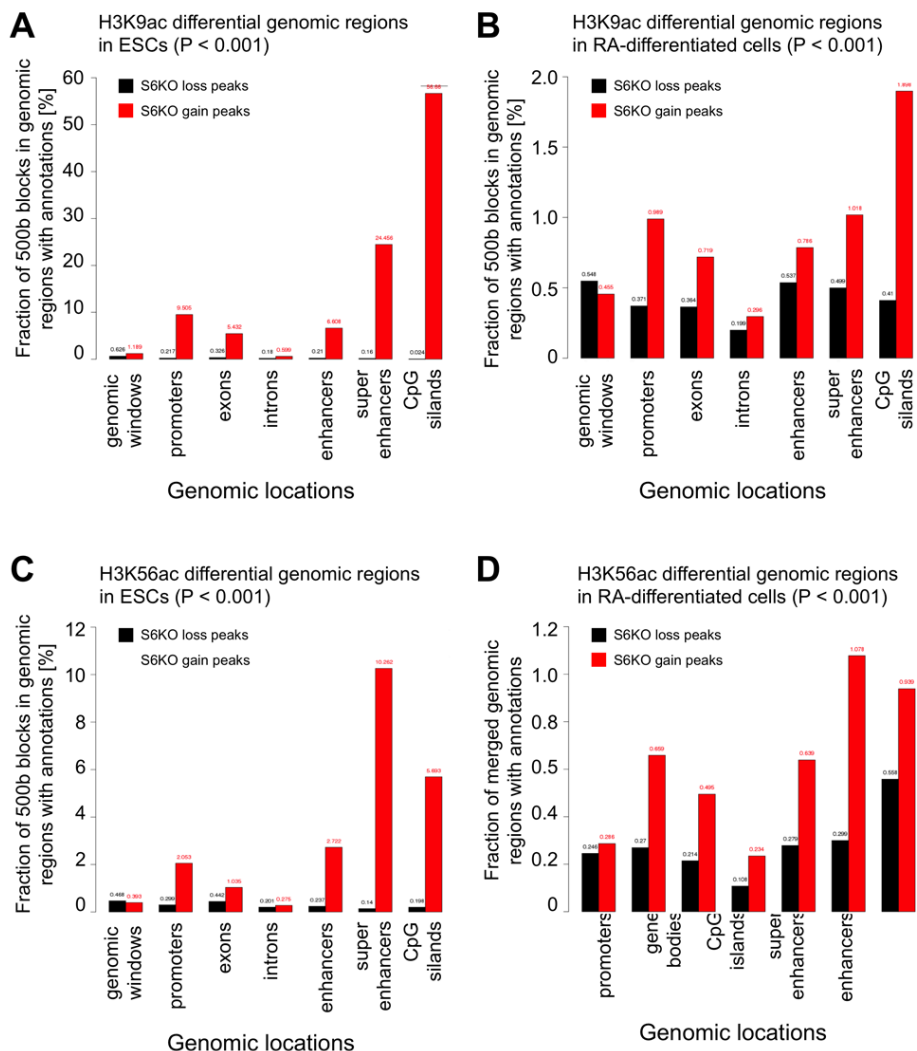 A
H3K9ac differential genomic regions
in ESCs (P < 0.001)
S6KO loss peaks
S6KO gain peaks
Fraction of 500b blocks in genomic
regions with annotations [%]
60
50
40
30
20
10
0
0.626
1.189
0.217
9.505
0.326
5.432
0.18
0.599
0.21
6.608
0.16
24.456
0.024
genomic
windows
promoters
exons
introns
enhancers
super
enhancers
CpG
silands
Genomic locations
B
H3K9ac differential genomic regions
in RA-differentiated cells (P < 0.001)
S6KO loss peaks
S6KO gain peaks
Fraction of 500b blocks in genomic
regions with annotations [%]
2.0
1.5
1.0
0.5
0
0.548
0.455
0.371
0.989
0.364
0.719
0.199
0.296
0.537
0.786
0.499
1.018
0.41
genomic
windows
promoters
exons
introns
enhancers
super
enhancers
CpG
silands
Genomic locations
C
H3K56ac differential genomic regions
in ESCs (P < 0.001)
S6KO loss peaks
S6KO gain peaks
Fraction of 500b blocks in genomic
regions with annotations [%]
12
10
8
6
4
2
0
0.468
0.393
0.299
2.053
0.442
1.035
0.201
0.275
0.237
2.722
0.14
10.262
0.198
5.693
genomic
windows
promoters
exons
introns
enhancers
super
enhancers
CpG
silands
Genomic locations
D
H3K56ac differential genomic regions
in RA-differentiated cells (P < 0.001)
S6KO loss peaks
S6KO gain peaks
Fraction of merged genomic
regions with annotations
1.2
1.0
0.8
0.5
0.4
0.2
0
0.246
0.286
0.27
0.659
0.214
0.495
0.108
0.234
0.279
0.639
0.299
1.078
0.558
0.939
promoters
gene
bodies
CpG
islands
super
enhancers
enhancers
Genomic locations